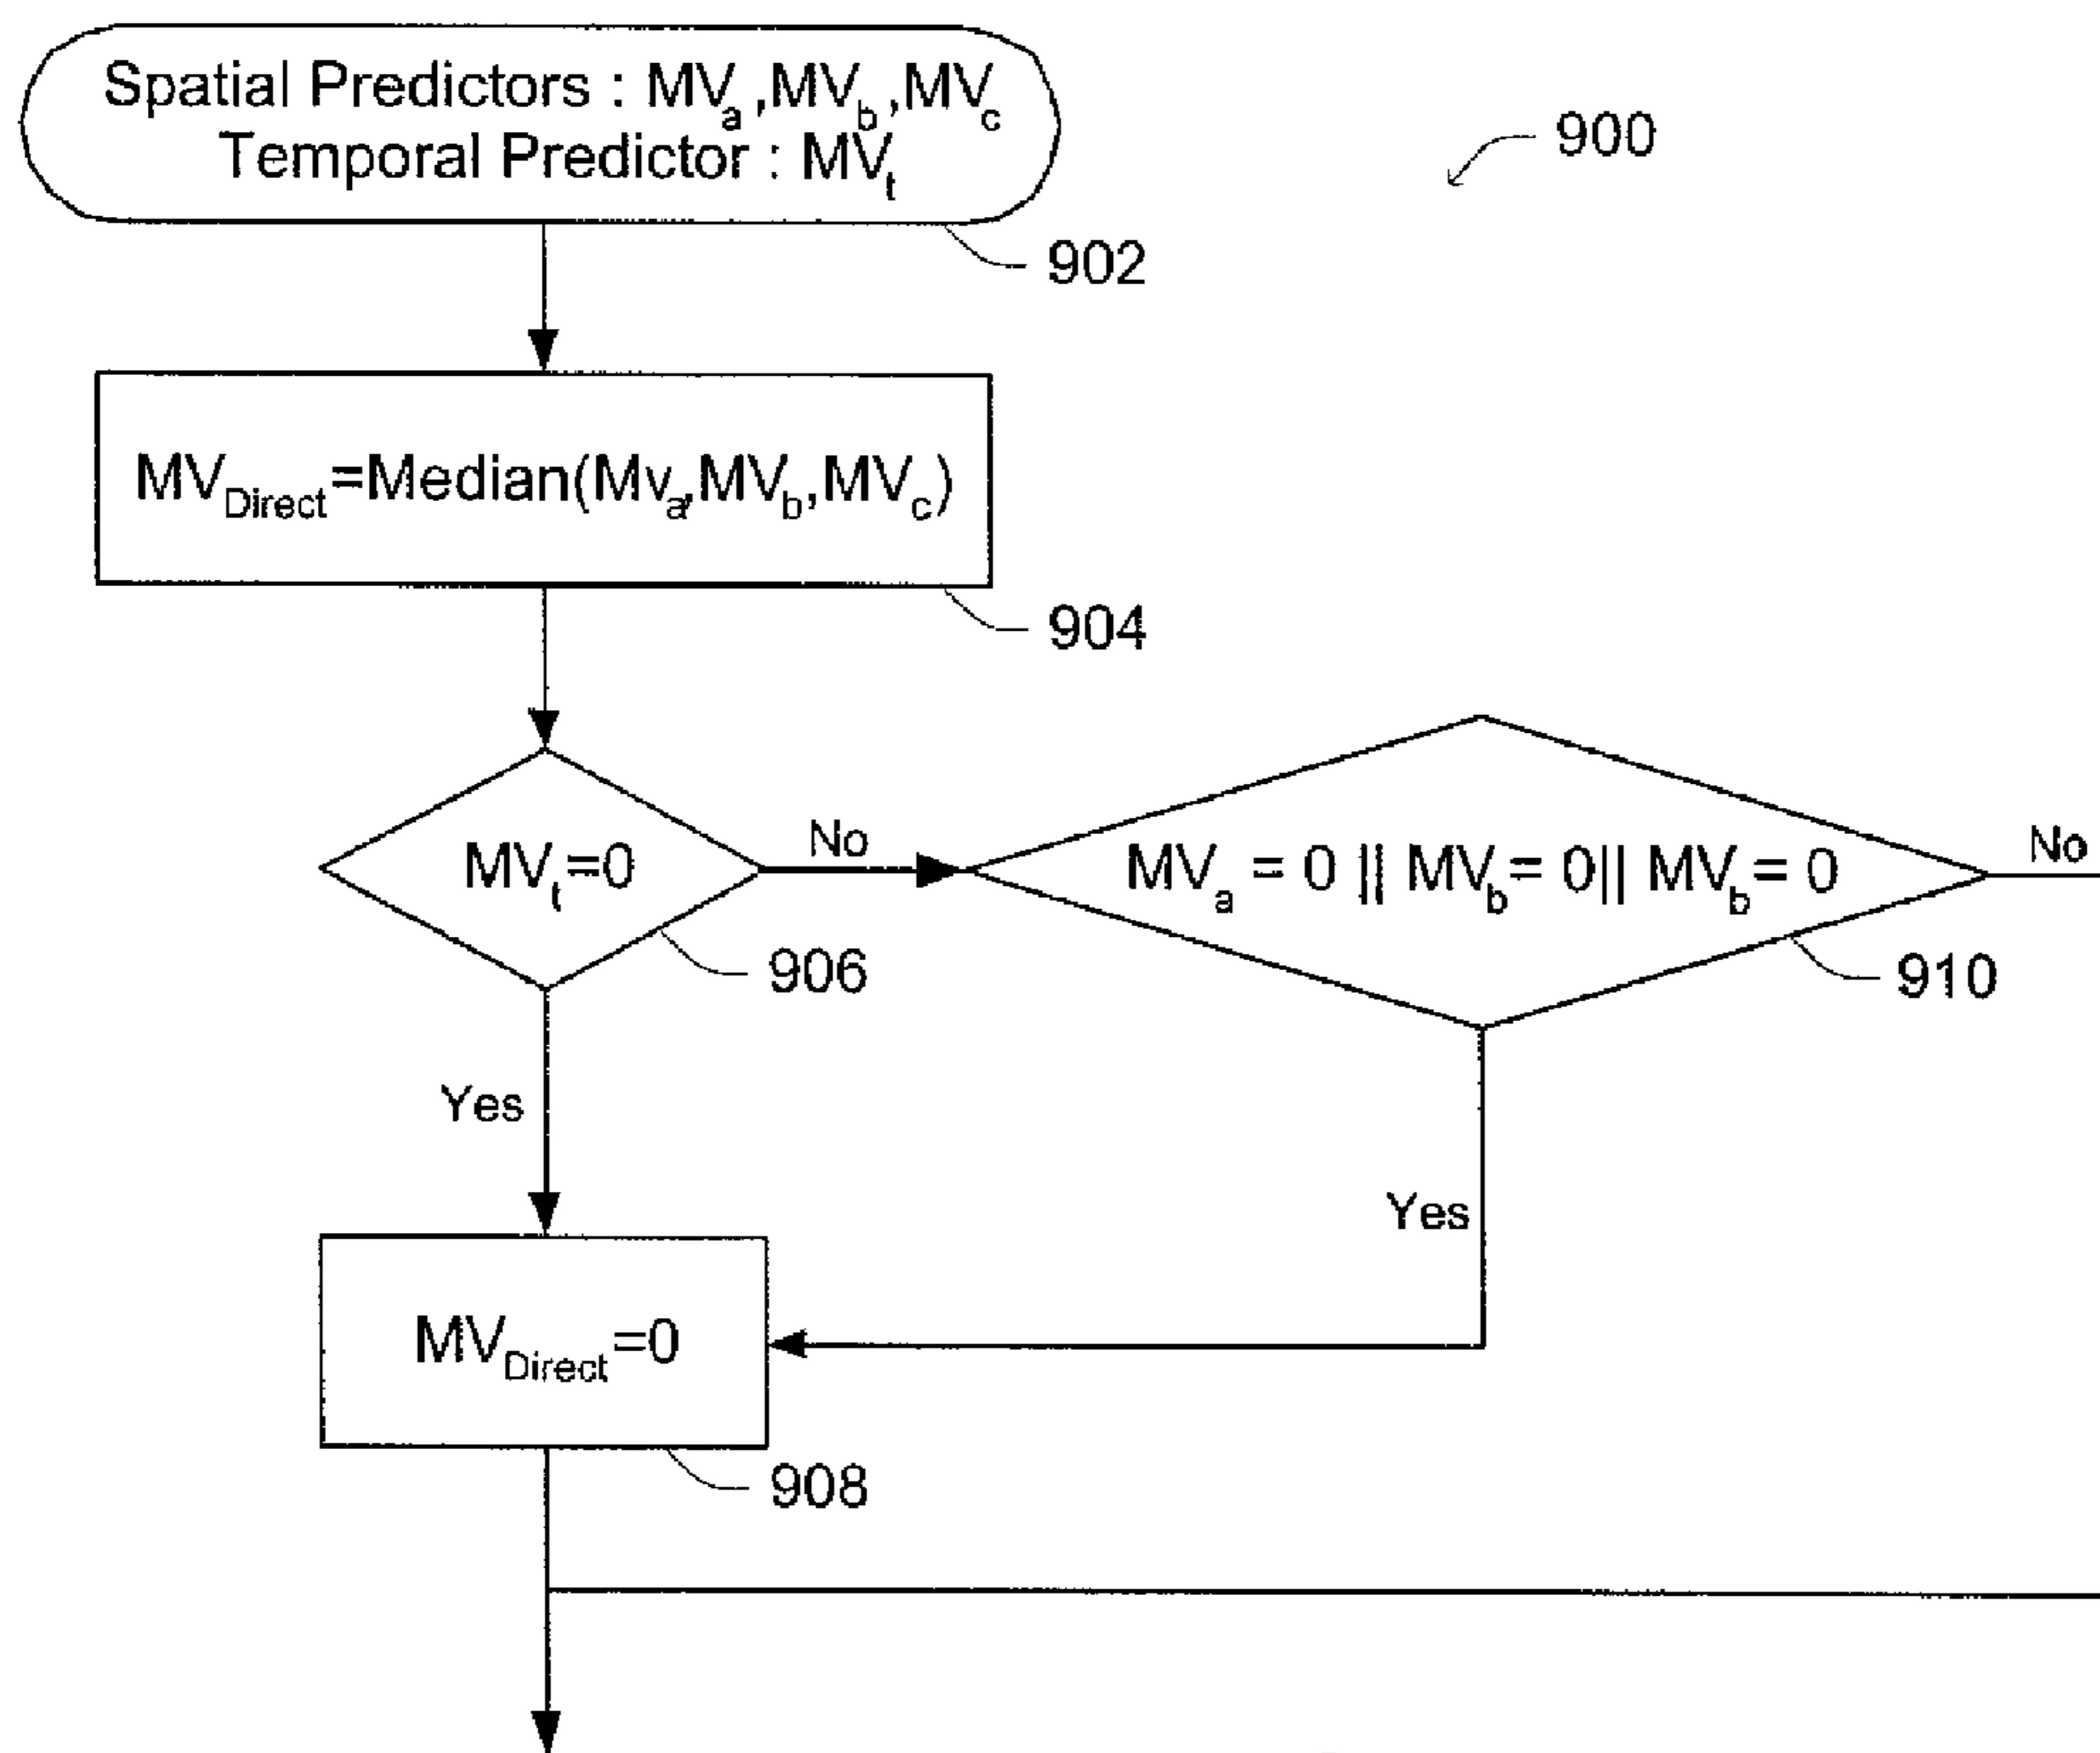 Spatial Predictors : MVa,MVb,MVc
Temporal Predictor : MVt
900
902
MVDirect=Median(Mva,MVb,MVc)
904
MVt=0
No
MVa = 0 || MVb= 0|| MVb= 0
No
906
910
Yes
Yes
MVDirect=0
908